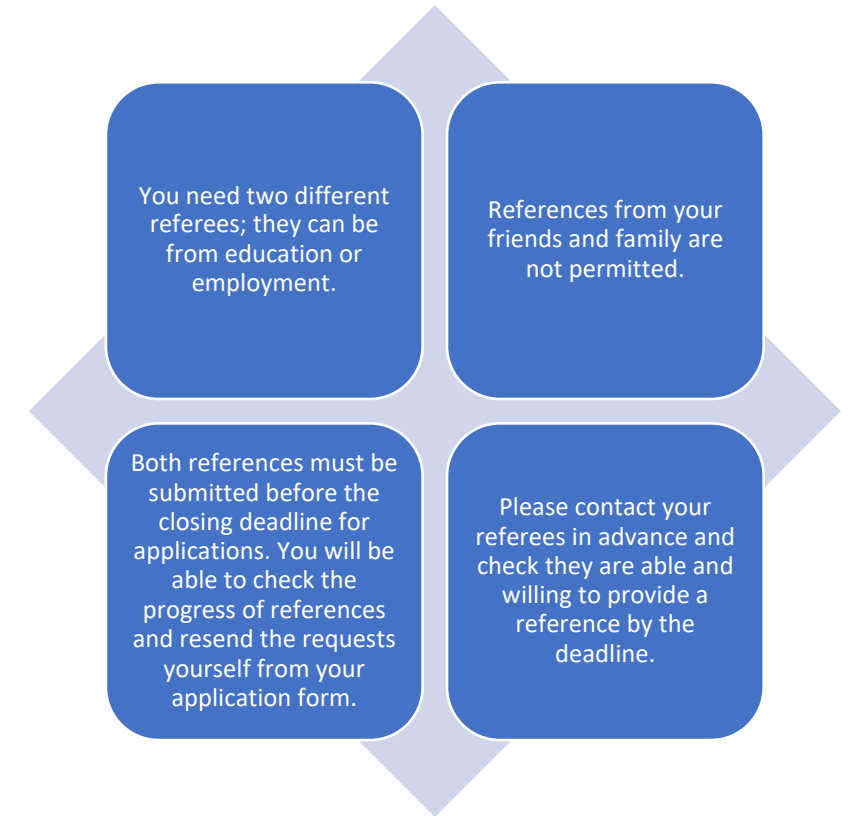 You need two different
referees; they can be
from education or
employment.
References from your
friends and family are
not permitted.
Both references must be
submitted before the
closing deadline for
applications. You will be
able to check the
progress of references
and resend the requests
yourself from your
application form.
Please contact your
referees in advance and
check they are able and
willing to provide a
reference by the
deadline.